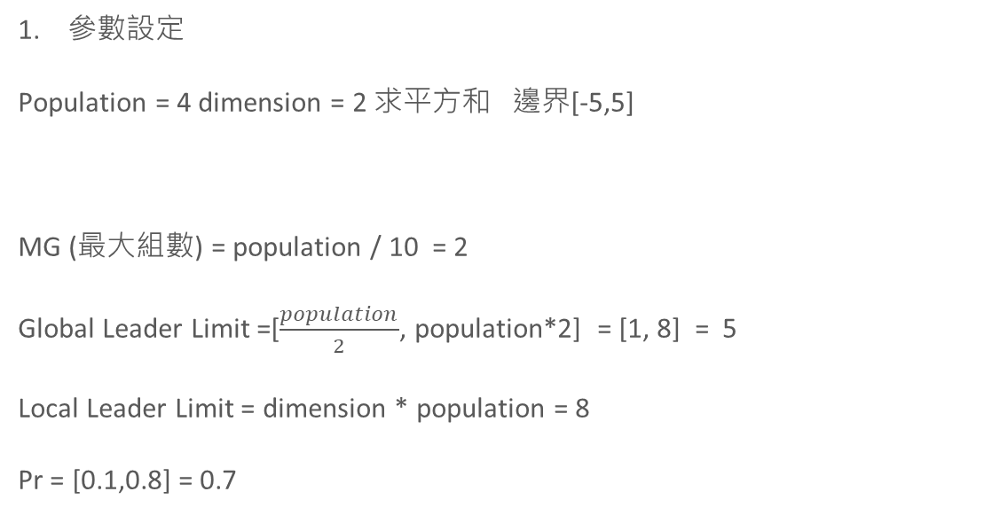 1. 參數設定
Population = 4 dimension = 2 求平方和 邊界[-5,5]
MG (最大組數) = population / 10 = 2
Global Leader Limit =[population/2, population*2] = [1, 8] = 5
Local Leader Limit = dimension * population = 8
Pr = [0.1,0.8] = 0.7